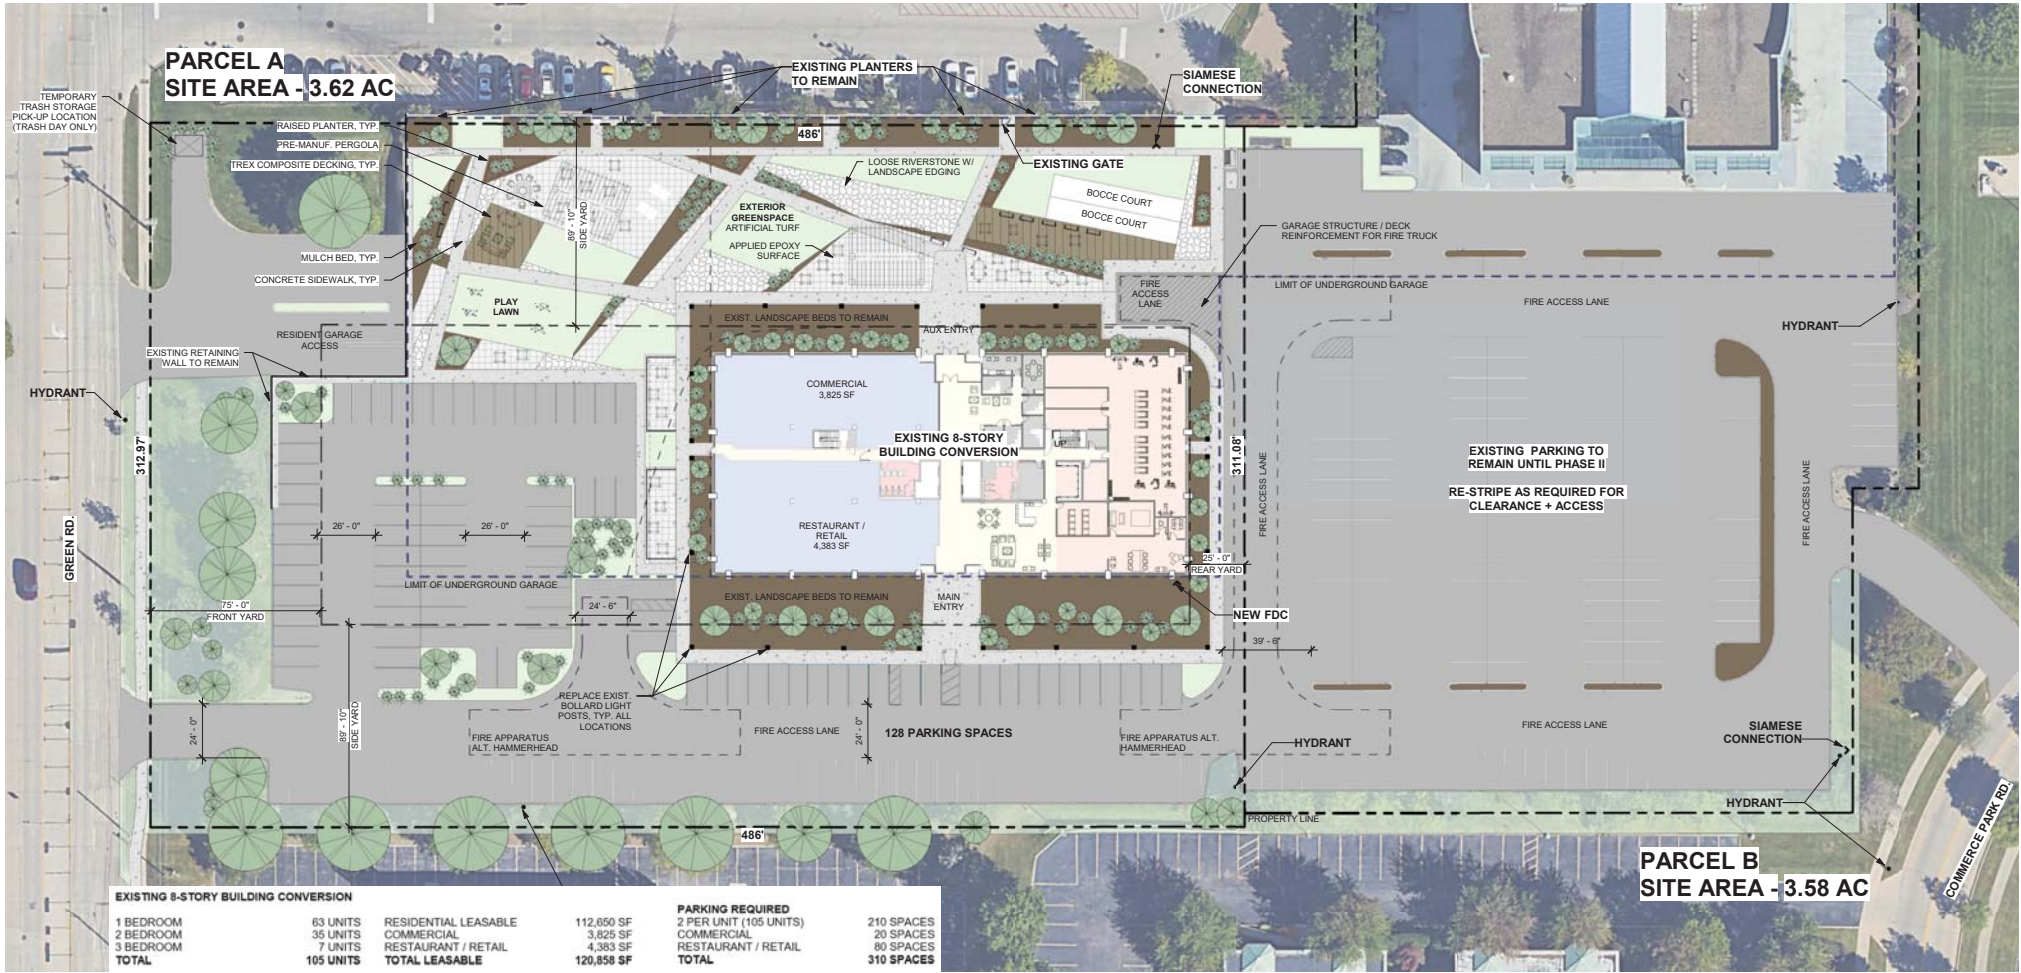 PARCEL A
SITE AREA - 3.62 AC
TEMPORARY
TRASH STORAGE
PICK-UP LOCATION
(TRASH DAY ONLY)
EXISTING PLANTERS
TO REMAIN
SIAMESE
CONNECTION
RAISED PLANTER, TYP.
PRE-MANUF. PERGOLA
TREX COMPOSITE DECKING, TYP.
486'
EXISTING GATE
LOOSE RIVERSTONE W/
LANDSCAPE EDGING
BOCCE COURT
BOCCE COURT
EXTERIOR
GREENSPACE
ARTIFICIAL TURF
89' - 10"
SIDE YARD
APPLIED EPOXY
SURFACE
GARAGE STRUCTURE / DECK
REINFORCEMENT FOR FIRE TRUCK
MULCH BED, TYP.
CONCRETE SIDEWALK, TYP.
PLAY
LAWN
FIRE
ACCESS
LANE
LIMIT OF UNDERGROUND GARAGE
FIRE ACCESS LANE
HYDRANT
EXIST. LANDSCAPE BEDS TO REMAIN
AUX ENTRY
RESIDENT GARAGE
ACCESS
EXISTING RETAINING
WALL TO REMAIN
HYDRANT
COMMERCIAL
3,825 SF
EXISTING 8-STORY
BUILDING CONVERSION
UP
312.97'
311.08'
EXISTING PARKING TO
REMAIN UNTIL PHASE II
RE-STRIPE AS REQUIRED FOR
CLEARANCE + ACCESS
FIRE ACCESS LANE
FIRE ACCESS LANE
GREEN RD.
26' - 0"
26' - 0"
RESTAURANT /
RETAIL
4,383 SF
25' - 0"
REAR YARD
LIMIT OF UNDERGROUND GARAGE
EXIST. LANDSCAPE BEDS TO REMAIN
MAIN
ENTRY
NEW FDC
75' - 0"
FRONT YARD
24' - 6"
39' - 6"
REPLACE EXIST.
BOLLARD LIGHT
POSTS, TYP. ALL
LOCATIONS
24' - 0"
89' - 10"
SIDE YARD
FIRE APPARATUS
ALT. HAMMERHEAD
FIRE ACCESS LANE
24' - 0"
128 PARKING SPACES
FIRE APPARATUS ALT.
HAMMERHEAD
HYDRANT
FIRE ACCESS LANE
SIAMESE
CONNECTION
HYDRANT
PROPERTY LINE
486'
COMMERCE PARK RD.
PARCEL B
SITE AREA - 3.58 AC
EXISTING 8-STORY BUILDING CONVERSION
PARKING REQUIRED
1 BEDROOM 63 UNITS RESIDENTIAL LEASABLE 112,650 SF 2 PER UNIT (105 UNITS) 210 SPACES
2 BEDROOM 35 UNITS COMMERCIAL 3,825 SF COMMERCIAL 20 SPACES
3 BEDROOM 7 UNITS RESTAURANT / RETAIL 4,383 SF RESTAURANT / RETAIL 80 SPACES
TOTAL 105 UNITS TOTAL LEASABLE 120,858 SF TOTAL 310 SPACES